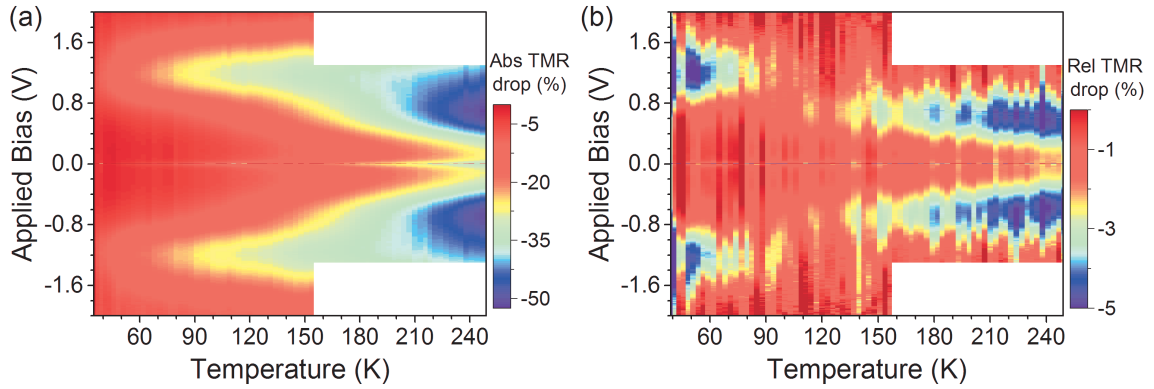 (a)
Applied Bias (V)
1.6
0.8
0.0
-0.8
-1.6
60 90 120 150 180 210 240
Temperature (K)
Abs TMR
drop (%)
-5
-20
-35
-50
(b)
Applied Bias (V)
1.6
0.8
0.0
-0.8
-1.6
60 90 120 150 180 210 240
Temperature (K)
Rel TMR
drop (%)
-1
-3
-5